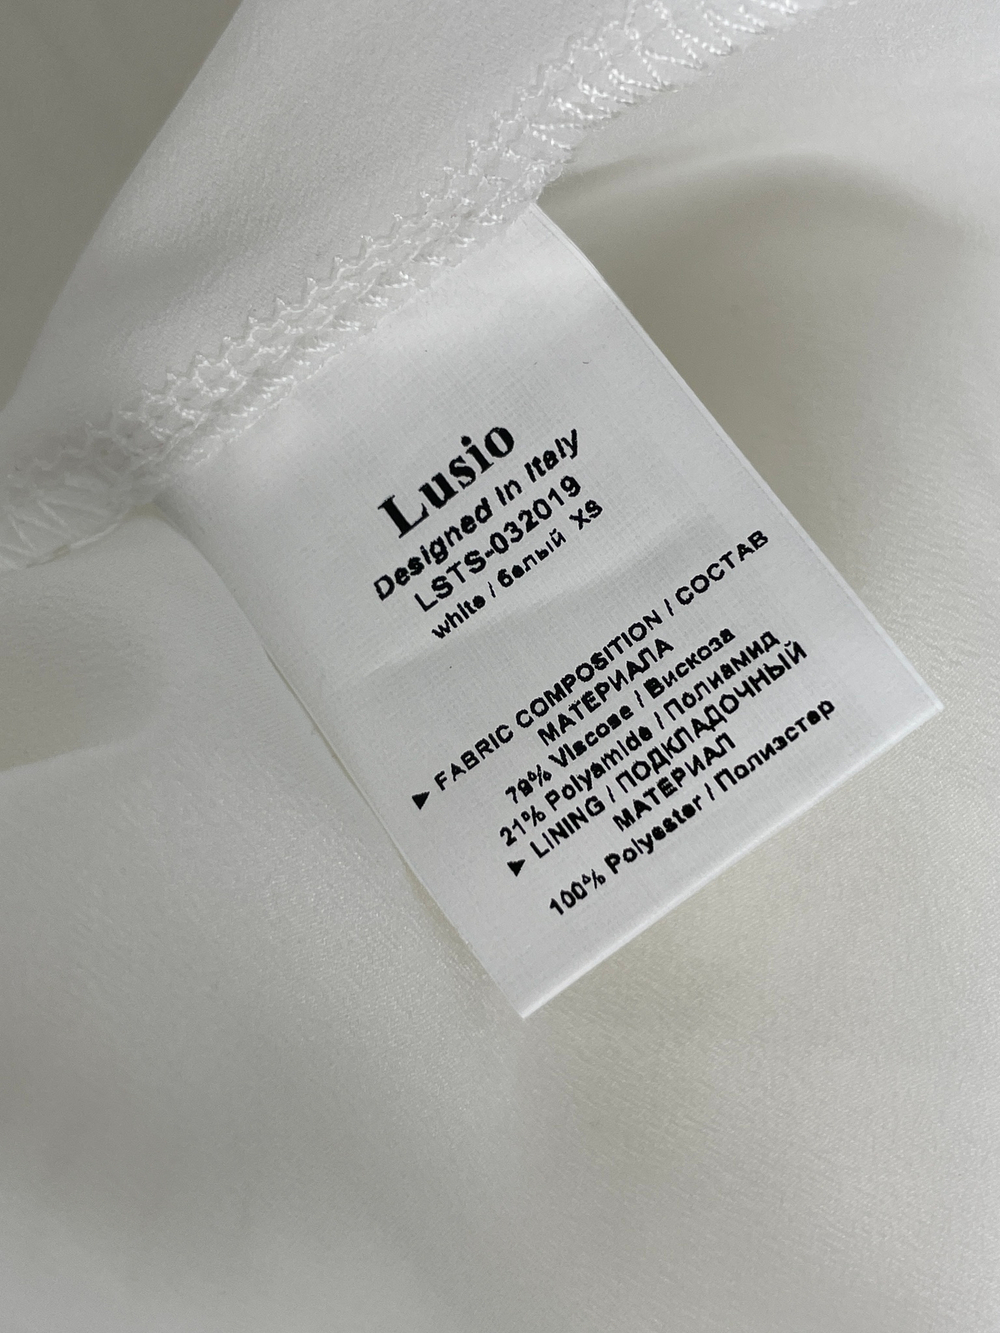 Lusio
Designed in Italy
LSTS-032019
white / белый XS
► FABRIC COMPOSITION / СОСТАВ
МАТЕРИАЛА
79% Viscose / Вискоза
21% Polyamide / Полиамид
► LINING / ПОДКЛАДОЧНЫЙ
МАТЕРИАЛ
100% Polyester / Полиэстер